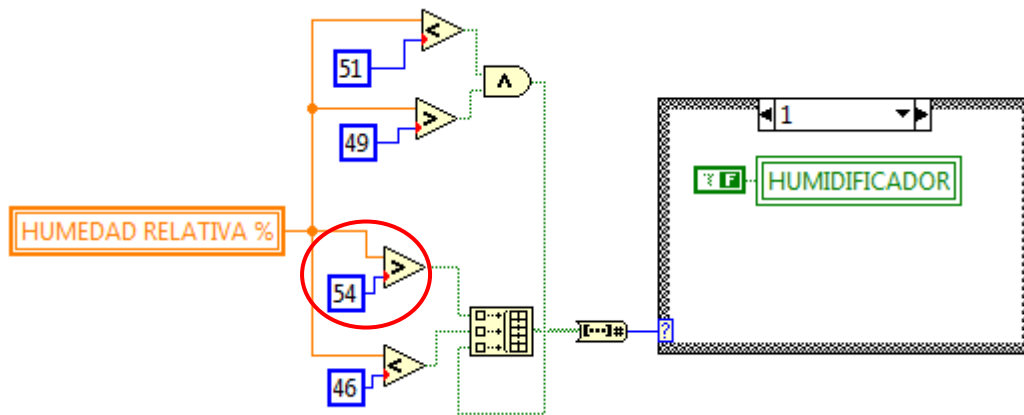 <
51
Λ
>
49
1
? F
HUMIDIFICADOR
HUMEDAD RELATIVA %
>
54
[...]#
?
<
46